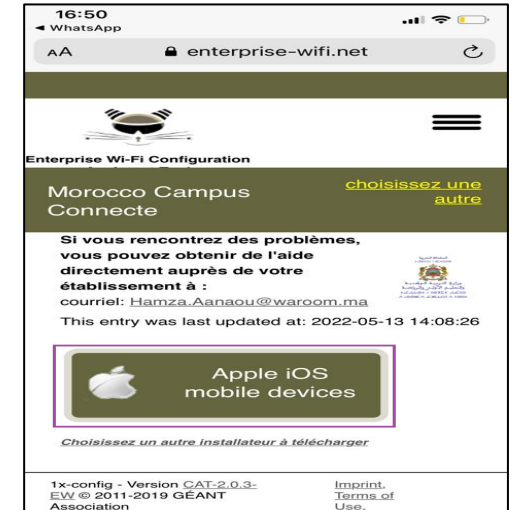 16:50
WhatsApp
AA enterprise-wifi.net
Enterprise Wi-Fi Configuration
Morocco Campus
Connecte
choisissez une
autre
Si vous rencontrez des problèmes,
vous pouvez obtenir de l'aide
directement auprès de votre
établissement à :
courriel: Hamza.Aanaou@waroom.ma
This entry was last updated at: 2022-05-13 14:08:26
Apple iOS
mobile devices
Choisissez un autre installateur à télécharger
1x-config - Version CAT-2.0.3-
EW © 2011-2019 GÉANT
Association
Imprint,
Terms of
Use,